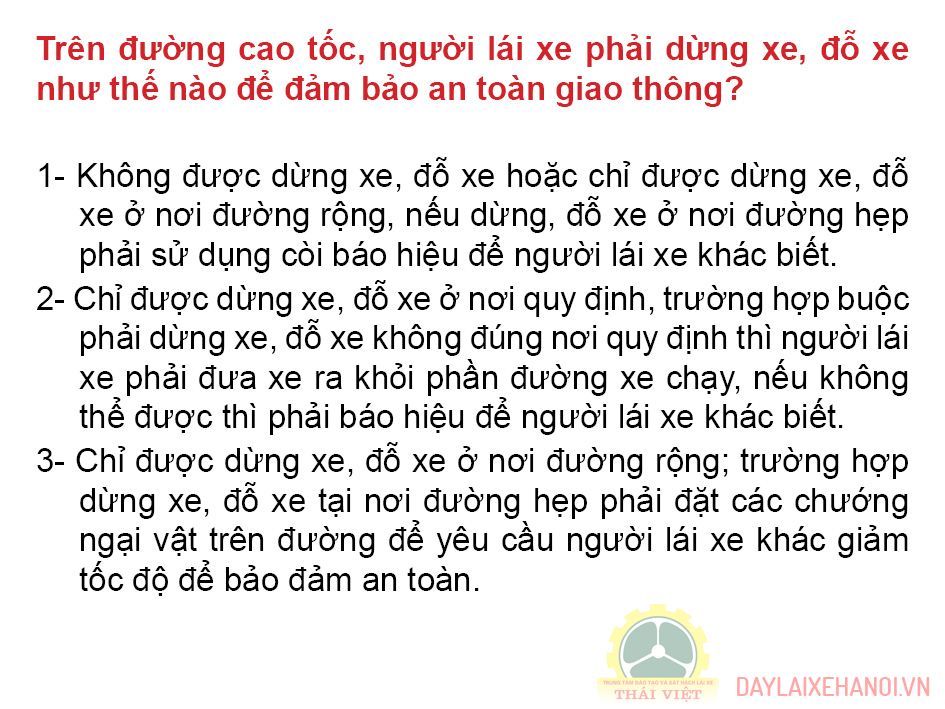 Trên đường cao tốc, người lái xe phải dừng xe, đỗ xe
như thế nào để đảm bảo an toàn giao thông?
1- Không được dừng xe, đỗ xe hoặc chỉ được dừng xe, đỗ
xe ở nơi đường rộng, nếu dừng, đỗ xe ở nơi đường hẹp
phải sử dụng còi báo hiệu để người lái xe khác biết.
2- Chỉ được dừng xe, đỗ xe ở nơi quy định, trường hợp buộc
phải dừng xe, đỗ xe không đúng nơi quy định thì người lái
xe phải đưa xe ra khỏi phần đường xe chạy, nếu không
thể được thì phải báo hiệu để người lái xe khác biết.
3- Chỉ được dừng xe, đỗ xe ở nơi đường rộng; trường hợp
dừng xe, đỗ xe tại nơi đường hẹp phải đặt các chướng
ngại vật trên đường để yêu cầu người lái xe khác giảm
tốc độ để bảo đảm an toàn.
TRUNG TÂM ĐÀO TẠO VÀ SÁT HẠCH LÁI XE
THÁI VIỆT
DAYLAIXEHANOI.VN